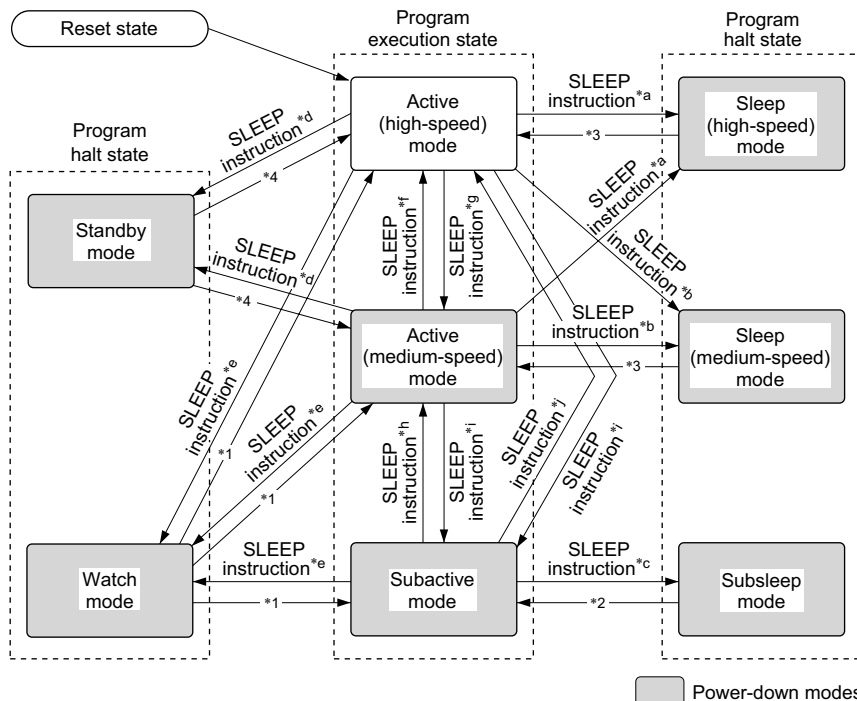 Reset state
Program
execution state
Program
halt state
Program
halt state
Active
(high-speed)
mode
SLEEP
instruction*a
*3
Sleep
(high-speed)
mode
SLEEP
instruction*d
*4
Standby
mode
SLEEP
instruction*d
*4
SLEEP
instruction*f
SLEEP
instruction*g
SLEEP
instruction*a
SLEEP
instruction*b
Active
(medium-speed)
mode
SLEEP
instruction*b
*3
Sleep
(medium-speed)
mode
SLEEP
instruction*e
*1
SLEEP
instruction*e
*1
SLEEP
instruction*h
SLEEP
instruction*i
SLEEP
instruction*j
SLEEP
instruction*i
Watch
mode
SLEEP
instruction*e
*1
Subactive
mode
SLEEP
instruction*c
*2
Subsleep
mode
Power-down modes